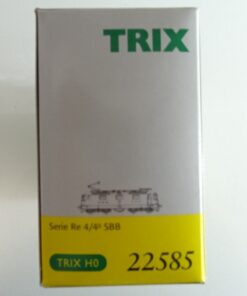 TRIX
Serie Re 4/4ᴵᴵ SBB
TRIX H0
22585